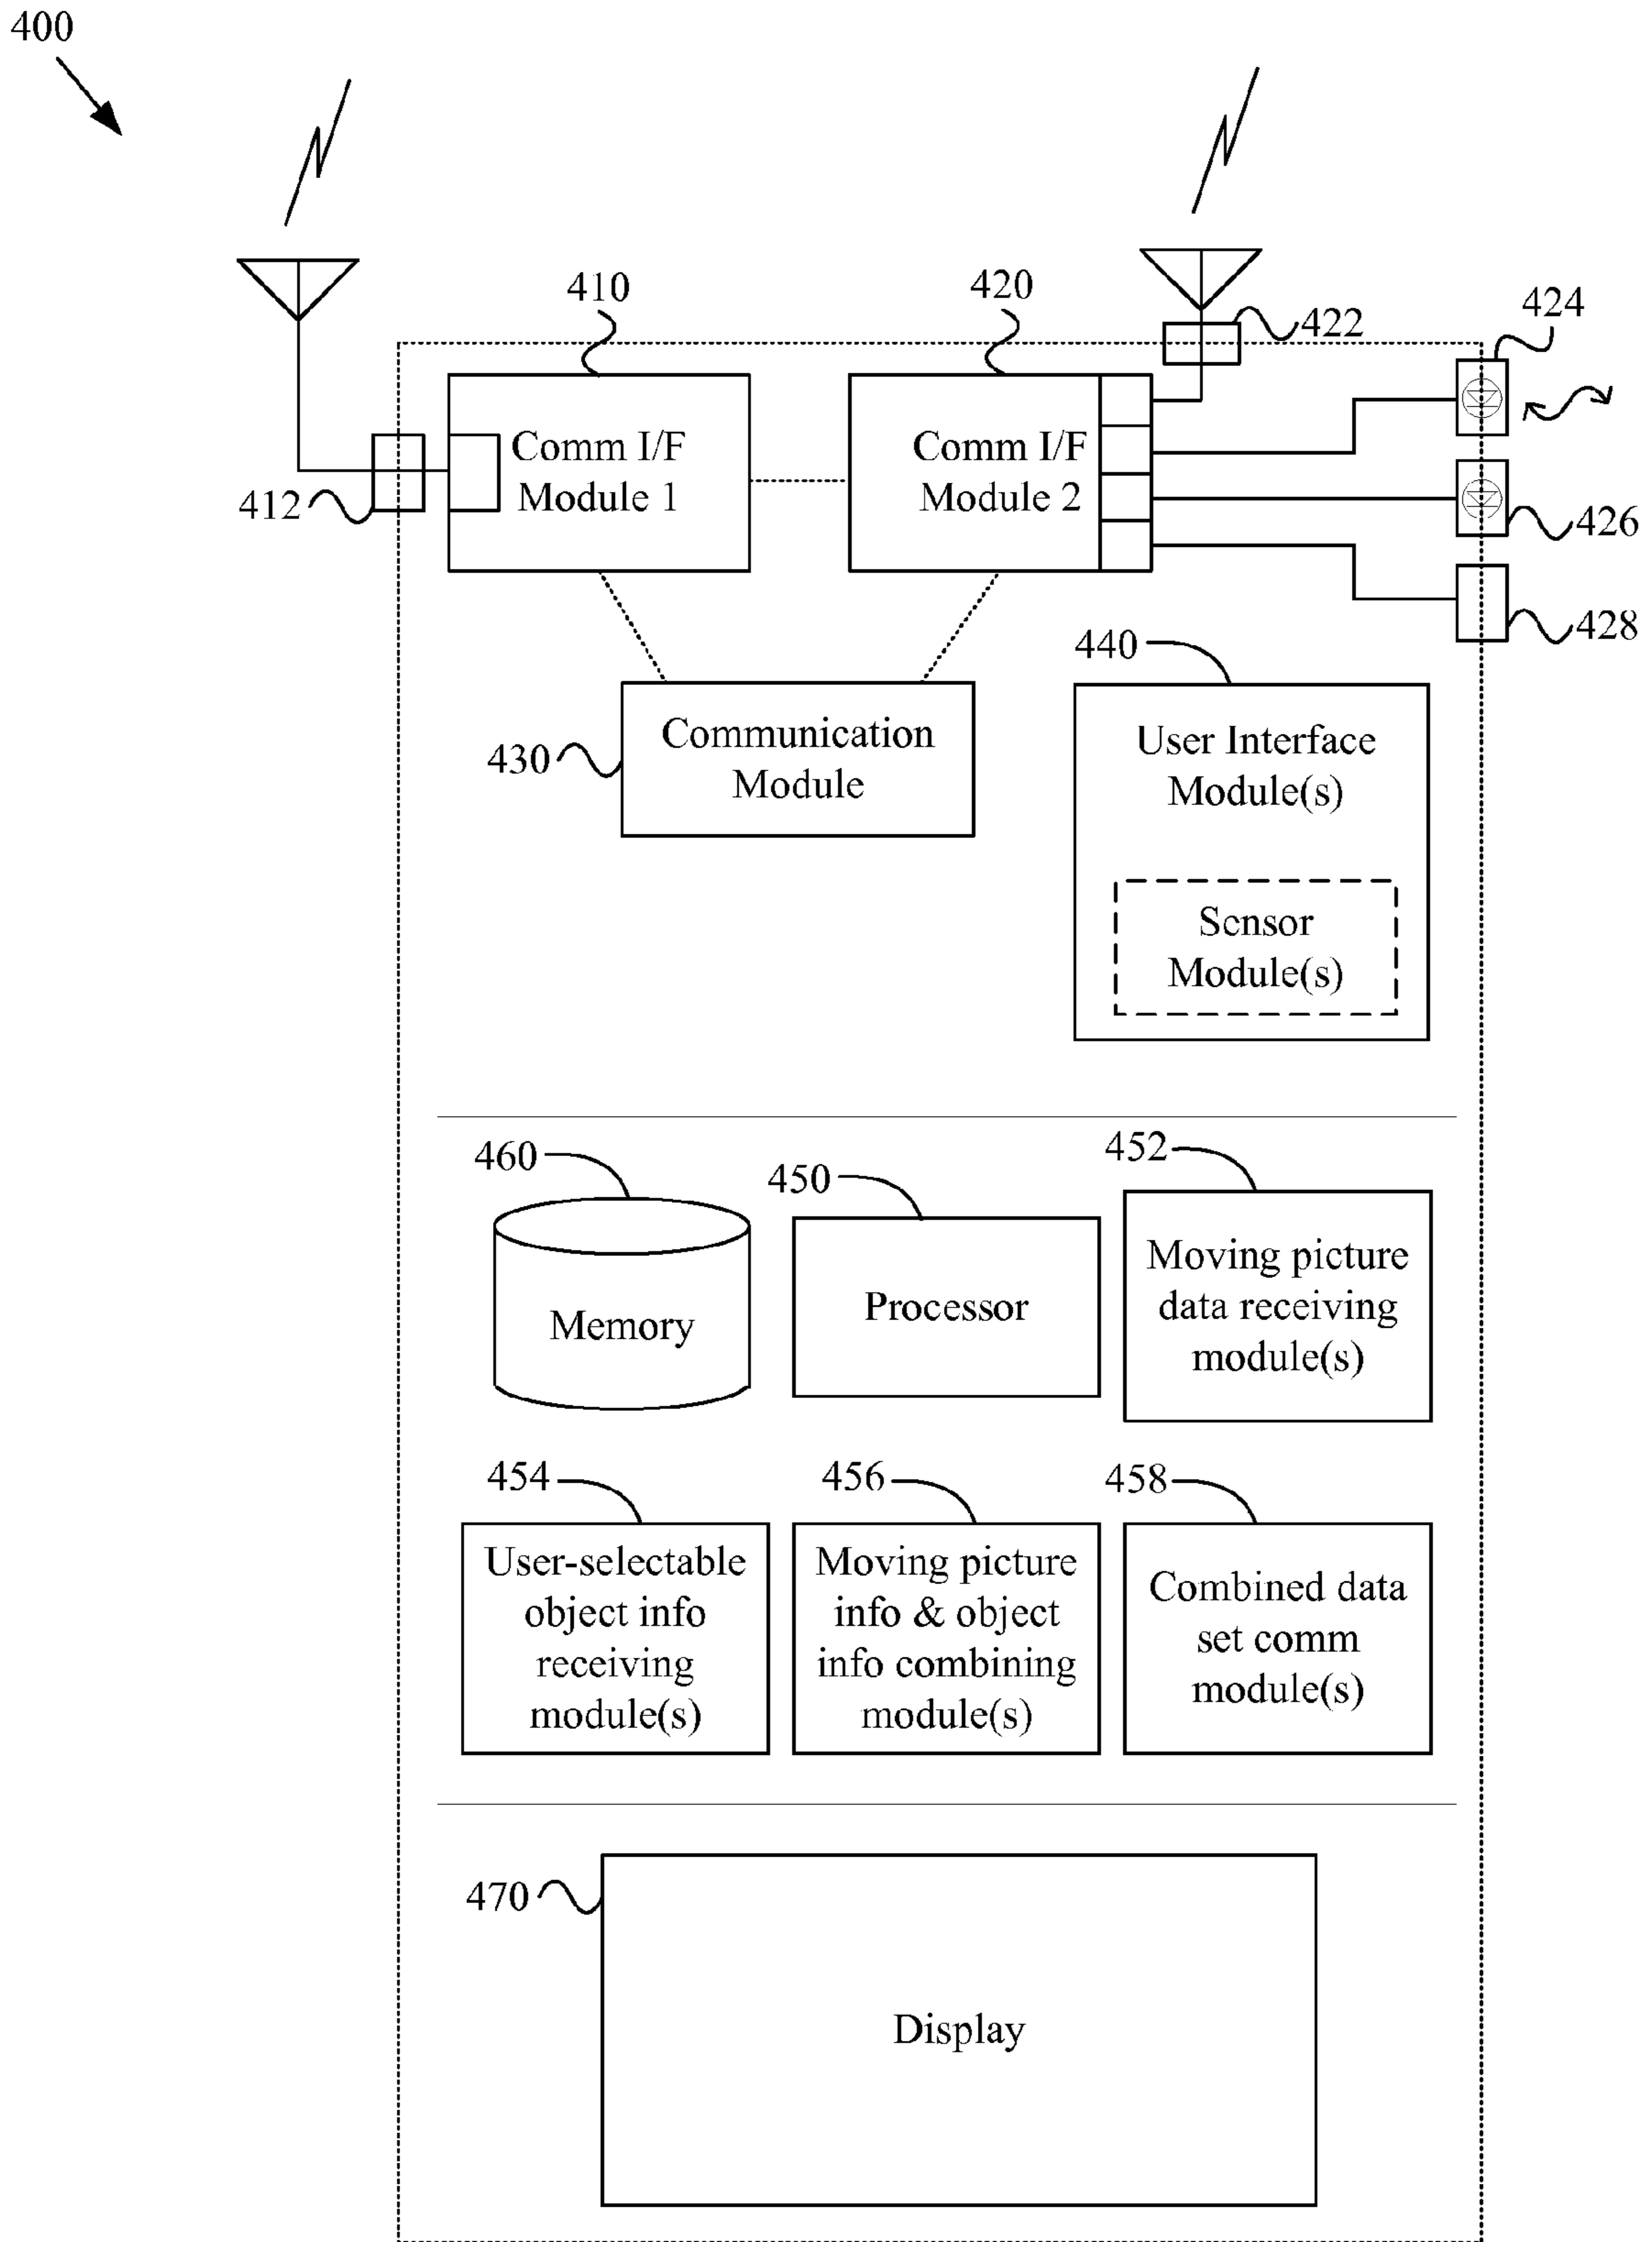 400
410
420
422
424
Comm I/F
Module 1
Comm I/F
Module 2
412
426
428
440
430
Communication
Module
User Interface
Module(s)
Sensor
Module(s)
460
450
452
Memory
Processor
Moving picture
data receiving
module(s)
454
456
458
User-selectable
object info
receiving
module(s)
Moving picture
info & object
info combining
module(s)
Combined data
set comm
module(s)
470
Display